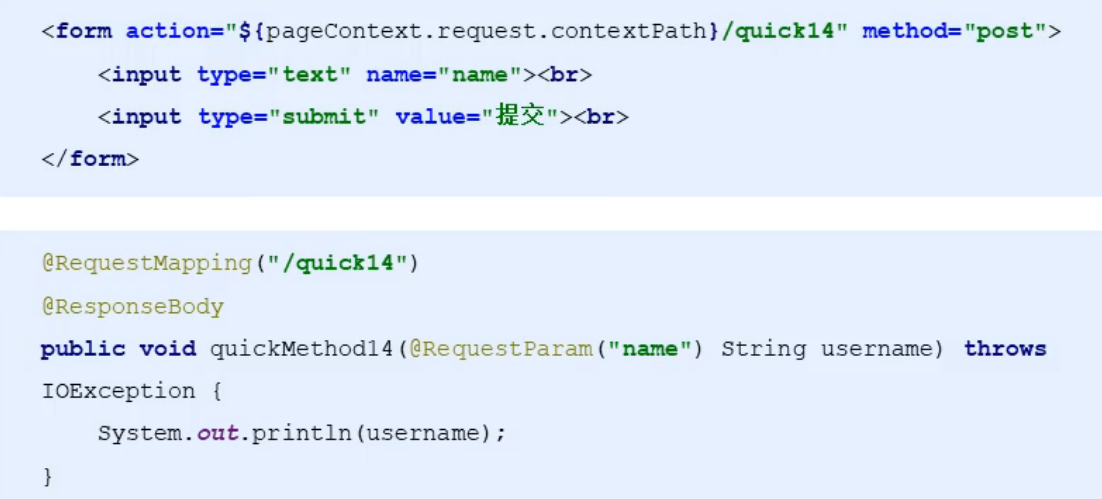 <form action="${pageContext.request.contextPath}/quick14" method="post">
<input type="text" name="name"><br>
<input type="submit" value="提交"><br>
</form>
@RequestMapping("/quick14")
@ResponseBody
public void quickMethod14(@RequestParam("name") String username) throws
IOException {
System.out.println(username);
}